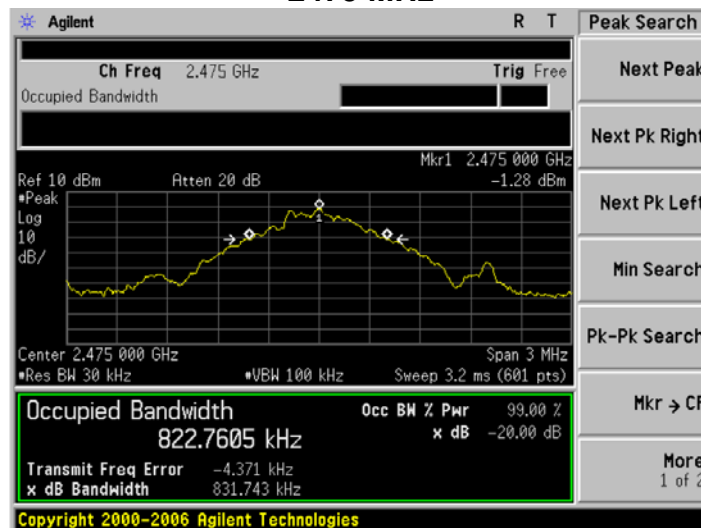 Agilent R T Peak Search
Ch Freq 2.475 GHz Trig Free
Occupied Bandwidth
Mkr1 2.475 000 GHz
Ref 10 dBm Atten 20 dB -1.28 dBm
#Peak
Log
10
dB/
1
Center 2.475 000 GHz Span 3 MHz
#Res BW 30 kHz #VBW 100 kHz Sweep 3.2 ms (601 pts)
Occupied Bandwidth Occ BW % Pwr 99.00 %
822.7605 kHz x dB -20.00 dB
Transmit Freq Error -4.371 kHz
x dB Bandwidth 831.743 kHz
Copyright 2000-2006 Agilent Technologies
Next Peak
Next Pk Right
Next Pk Left
Min Search
Pk-Pk Search
Mkr → CF
More
1 of 2